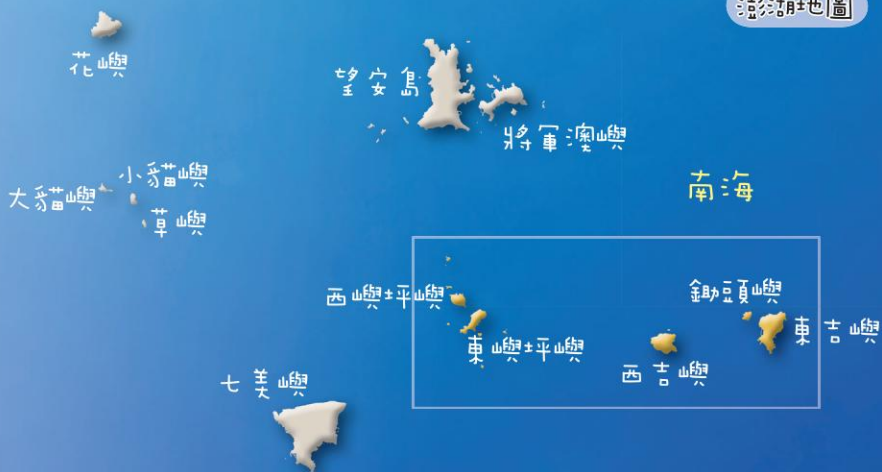 澎湖地圖
花嶼
望安島
將軍澳嶼
小貓嶼
大貓嶼
草嶼
南海
西嶼坪嶼
鋤頭嶼
東嶼坪嶼
東吉嶼
西吉嶼
七美嶼